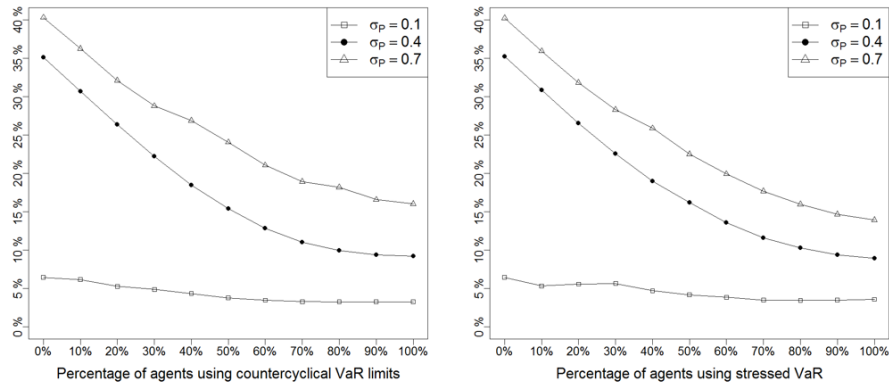 40 %
35 %
30 %
25 %
20 %
15 %
10 %
5 %
0 %
σP = 0.1
σP = 0.4
σP = 0.7
0% 10% 20% 30% 40% 50% 60% 70% 80% 90% 100%
Percentage of agents using countercyclical VaR limits
40 %
35 %
30 %
25 %
20 %
15 %
10 %
5 %
0 %
σP = 0.1
σP = 0.4
σP = 0.7
0% 10% 20% 30% 40% 50% 60% 70% 80% 90% 100%
Percentage of agents using stressed VaR